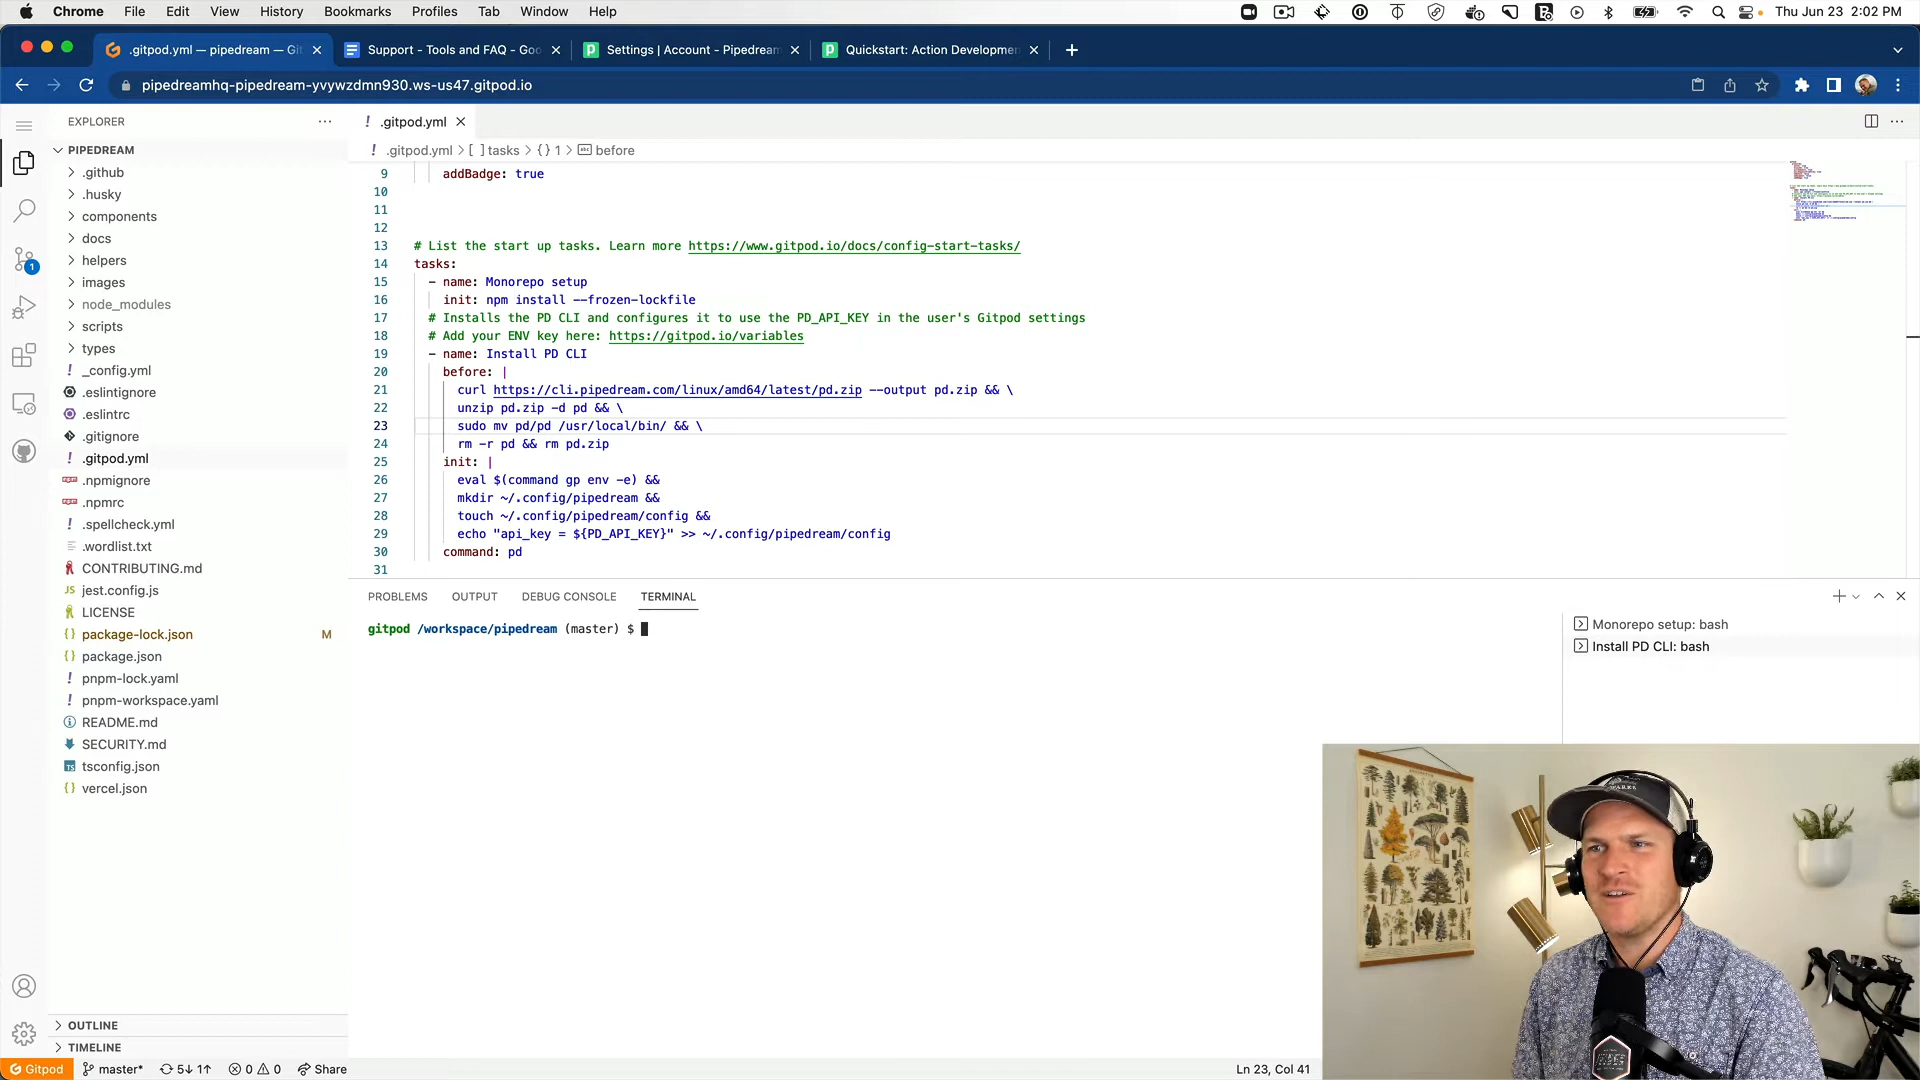 Chrome File Edit View History Bookmarks Profiles Tab Window Help Thu Jun 23 2:02 PM
.gitpod.yml — pipedream — Git Support - Tools and FAQ - Goo Settings | Account - Pipedream Quickstart: Action Developmen
pipedreamhq-pipedream-yvywzdmn930.ws-us47.gitpod.io
EXPLORER
PIPEDREAM
.github
.husky
components
docs
helpers
images
node_modules
scripts
types
_config.yml
.eslintignore
.eslintrc
.gitignore
.gitpod.yml
.npmignore
.npmrc
.spellcheck.yml
.wordlist.txt
CONTRIBUTING.md
jest.config.js
LICENSE
package-lock.json M
package.json
pnpm-lock.yaml
pnpm-workspace.yaml
README.md
SECURITY.md
tsconfig.json
vercel.json
OUTLINE
TIMELINE
.gitpod.yml
.gitpod.yml > [ ] tasks > {} 1 > before
9 addBadge: true
10
11
12
13 # List the start up tasks. Learn more https://www.gitpod.io/docs/config-start-tasks/
14 tasks:
15 - name: Monorepo setup
16 init: npm install --frozen-lockfile
17 # Installs the PD CLI and configures it to use the PD_API_KEY in the user's Gitpod settings
18 # Add your ENV key here: https://gitpod.io/variables
19 - name: Install PD CLI
20 before: |
21 curl https://cli.pipedream.com/linux/amd64/latest/pd.zip --output pd.zip && \
22 unzip pd.zip -d pd && \
23 sudo mv pd/pd /usr/local/bin/ && \
24 rm -r pd && rm pd.zip
25 init: |
26 eval $(command gp env -e) &&
27 mkdir ~/.config/pipedream &&
28 touch ~/.config/pipedream/config &&
29 echo "api_key = ${PD_API_KEY}" >> ~/.config/pipedream/config
30 command: pd
31
PROBLEMS OUTPUT DEBUG CONSOLE TERMINAL
gitpod /workspace/pipedream (master) $
Monorepo setup: bash
Install PD CLI: bash
Gitpod master* 5↓ 1↑ 0 0 Share Ln 23, Col 41